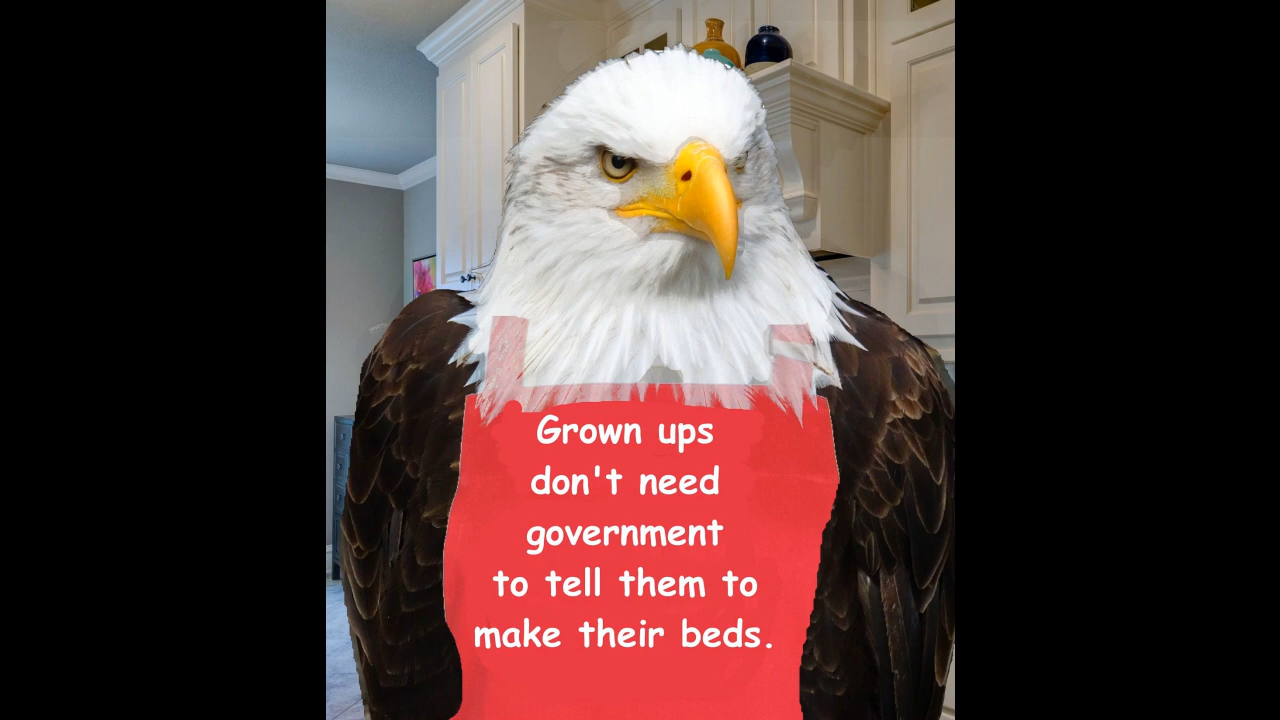 Grown ups
don't need
government
to tell them to
make their beds.